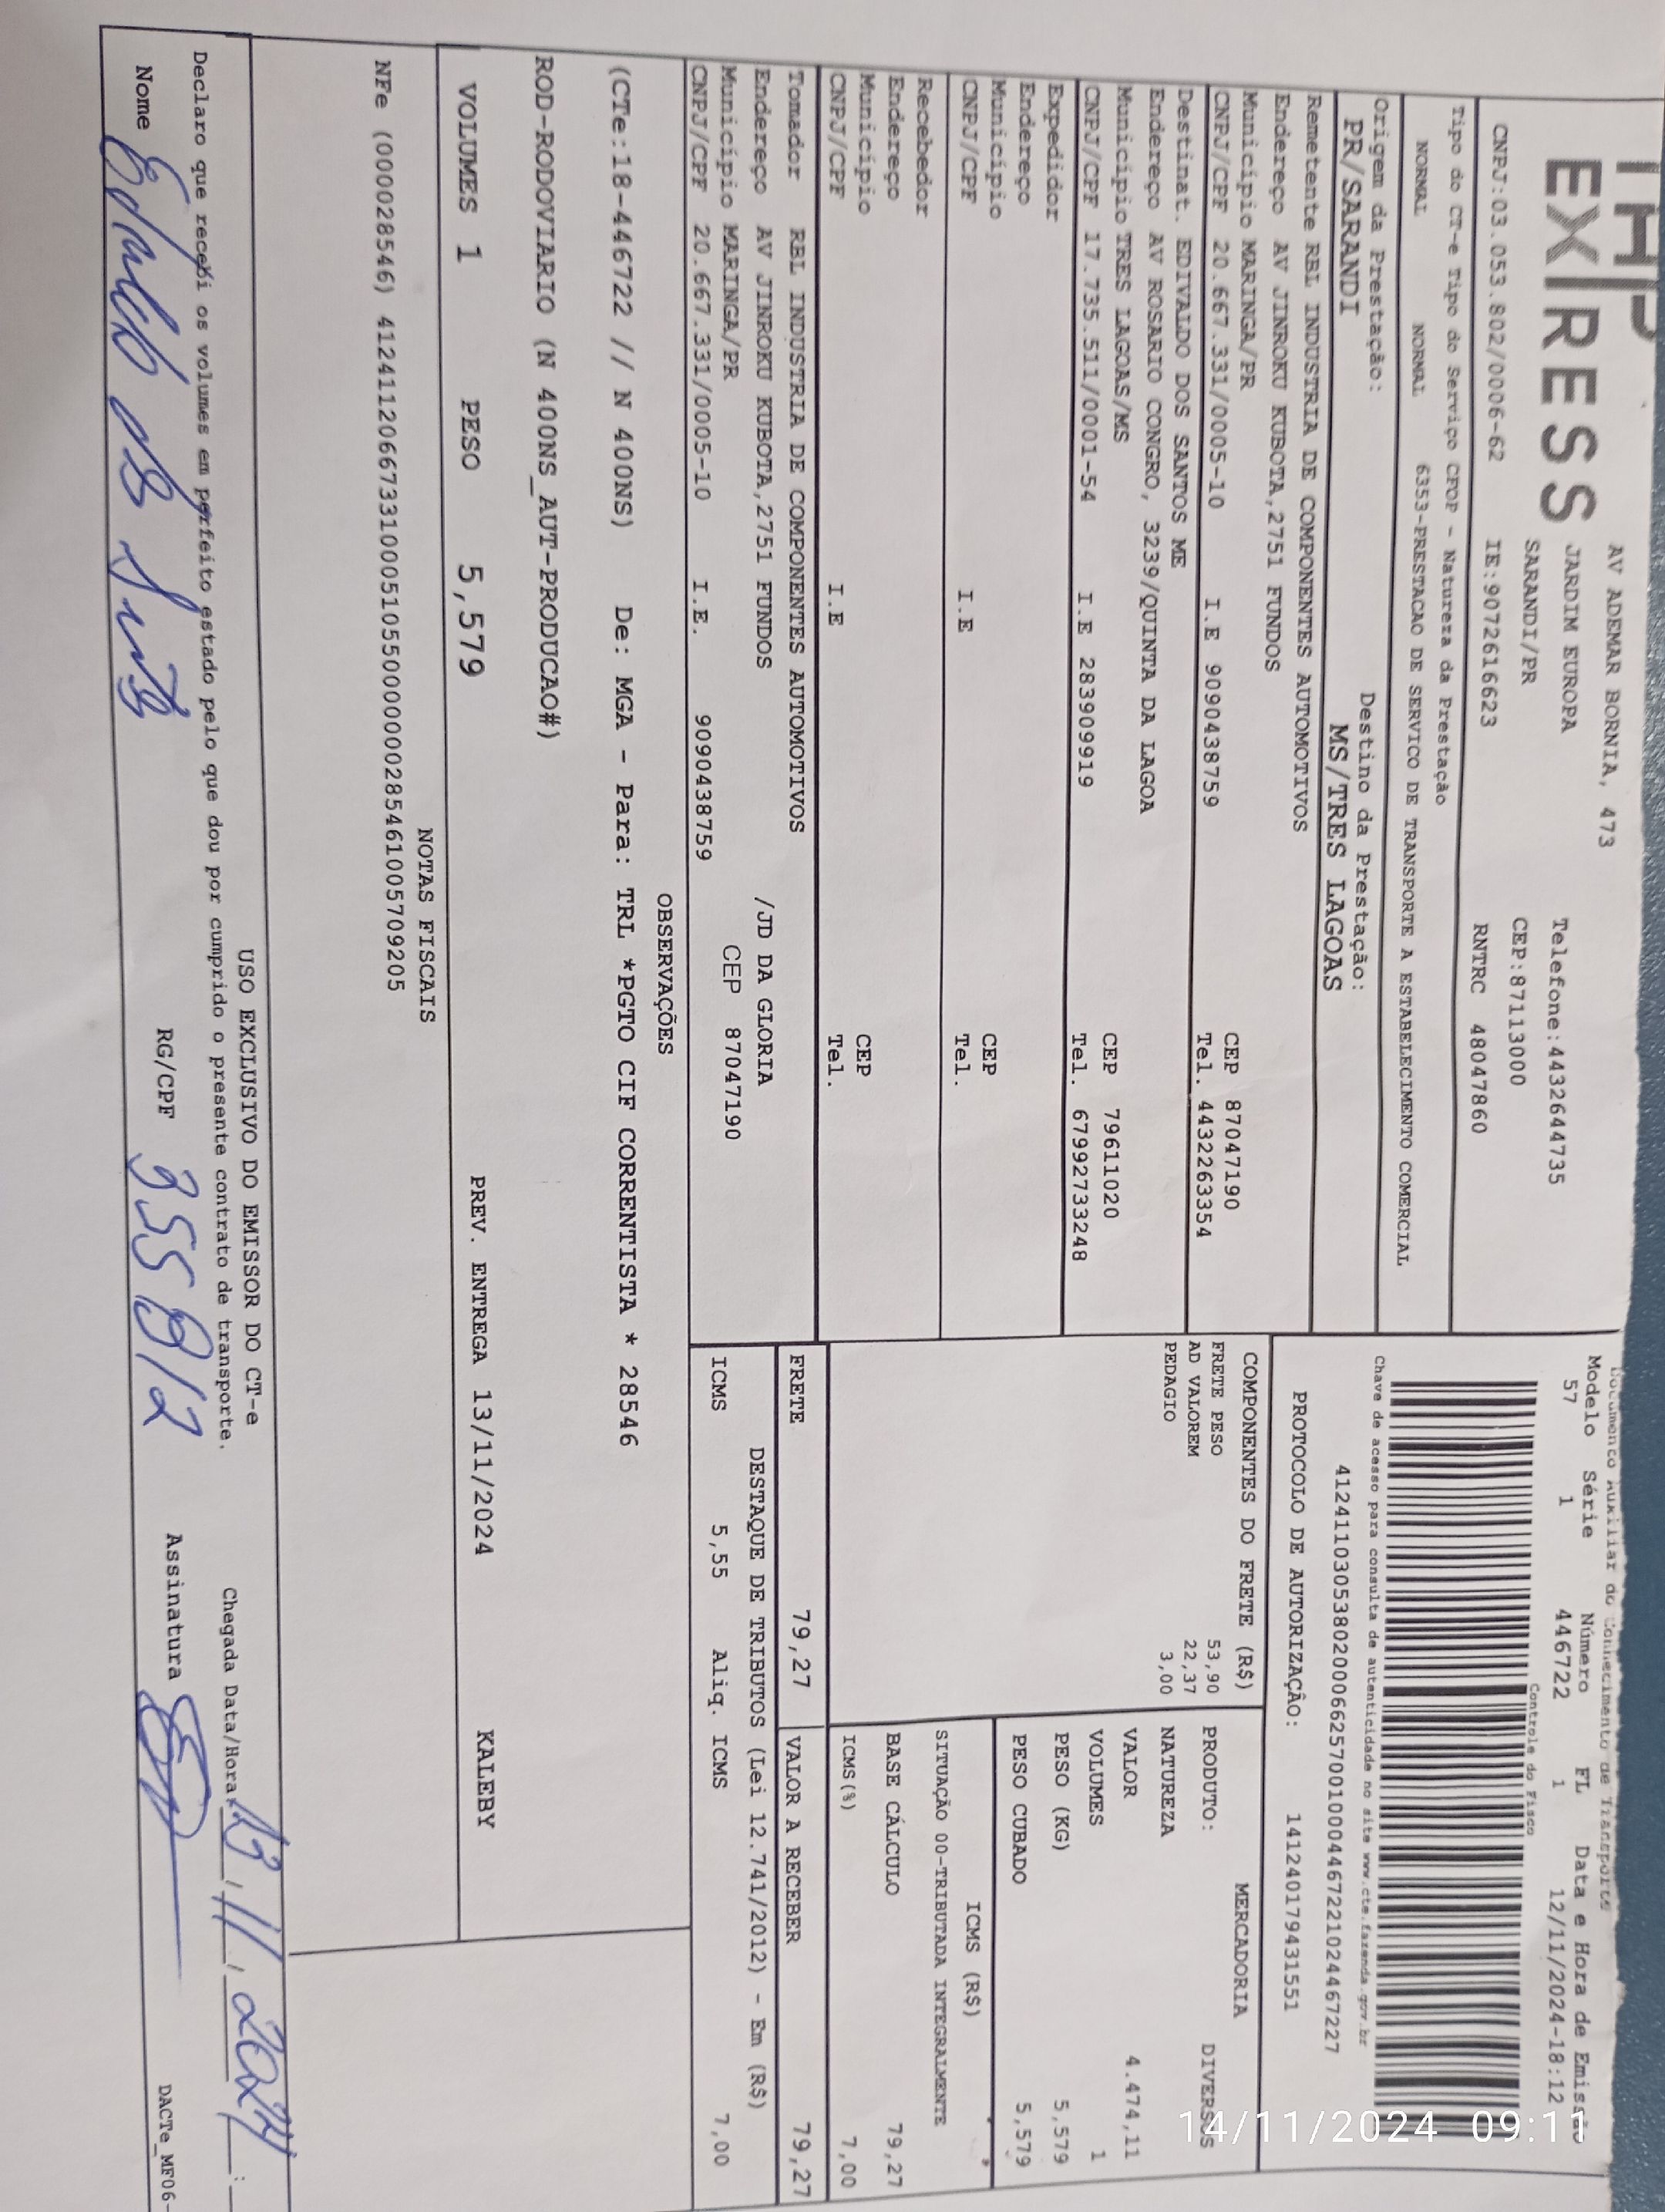 THP
EXPRESS
AV ADEMAR BORNIA, 473
JARDIM EUROPA
SARANDI/PR
Telefone:4432644735
CEP:87113000
CNPJ:03.053.802/0006-62 IE:9072616623 RNTRC 48047860
Documento Auxiliar do Conhecimento de Transporte
Modelo Série Número FL Data e Hora de Emissão
57 1 446722 1 12/11/2024-18:12
Controle do Fisco
Tipo do CT-e Tipo do Serviço CFOP - Natureza da Prestação
NORMAL NORMAL 6353-PRESTACAO DE SERVICO DE TRANSPORTE A ESTABELECIMENTO COMERCIAL
Chave de acesso para consulta de autenticidade no site www.cte.fazenda.gov.br
41241103053802000662570010004467221024467227
Origem da Prestação: Destino da Prestação:
PR/SARANDI MS/TRES LAGOAS
PROTOCOLO DE AUTORIZAÇÃO: 141240179431551
Remetente RBL INDUSTRIA DE COMPONENTES AUTOMOTIVOS
Endereço AV JINROKU KUBOTA,2751 FUNDOS
Município MARINGA/PR CEP 87047190
CNPJ/CPF 20.667.331/0005-10 I.E 9090438759 Tel. 4432263354
Destinat. EDIVALDO DOS SANTOS ME
Endereço AV ROSARIO CONGRO, 3239/QUINTA DA LAGOA
Município TRES LAGOAS/MS CEP 79611020
CNPJ/CPF 17.735.511/0001-54 I.E 283909919 Tel. 67992733248
Expedidor
Endereço
Município CEP
CNPJ/CPF I.E Tel.
Recebedor
Endereço
Município CEP
CNPJ/CPF I.E Tel.
Tomador RBL INDUSTRIA DE COMPONENTES AUTOMOTIVOS
Endereço AV JINROKU KUBOTA,2751 FUNDOS /JD DA GLORIA
Município MARINGA/PR CEP 87047190
CNPJ/CPF 20.667.331/0005-10 I.E. 9090438759
COMPONENTES DO FRETE (R$)
FRETE PESO 53,90
AD VALOREM 22,37
PEDAGIO 3,00
MERCADORIA
PRODUTO: DIVERSOS
NATUREZA
VALOR 4.474,11
VOLUMES 1
PESO (KG) 5,579
PESO CUBADO 5,579
ICMS (R$)
SITUAÇÃO 00-TRIBUTADA INTEGRALMENTE
BASE CÁLCULO 79,27
ICMS(%) 7,00
FRETE 79,27 VALOR A RECEBER 79,27
DESTAQUE DE TRIBUTOS (Lei 12.741/2012) - Em (R$)
ICMS 5,55 Aliq. ICMS 7,00
OBSERVAÇÕES
(CTe:18-446722 // N 400NS) De: MGA - Para: TRL *PGTO CIF CORRENTISTA * 28546
ROD-RODOVIARIO (N 400NS_AUT-PRODUCAO#)
VOLUMES 1 PESO 5,579 PREV. ENTREGA 13/11/2024 KALEBY
NOTAS FISCAIS
NFe (000028546) 41241120667331000510550000000285461005709205
USO EXCLUSIVO DO EMISSOR DO CT-e
Declaro que recebi os volumes em perfeito estado pelo que dou por cumprido o presente contrato de transporte.
Chegada Data/Hora 13/11/2024 :
Nome RG/CPF 355812 Assinatura
DACTe_MF06-
14/11/2024 09:11